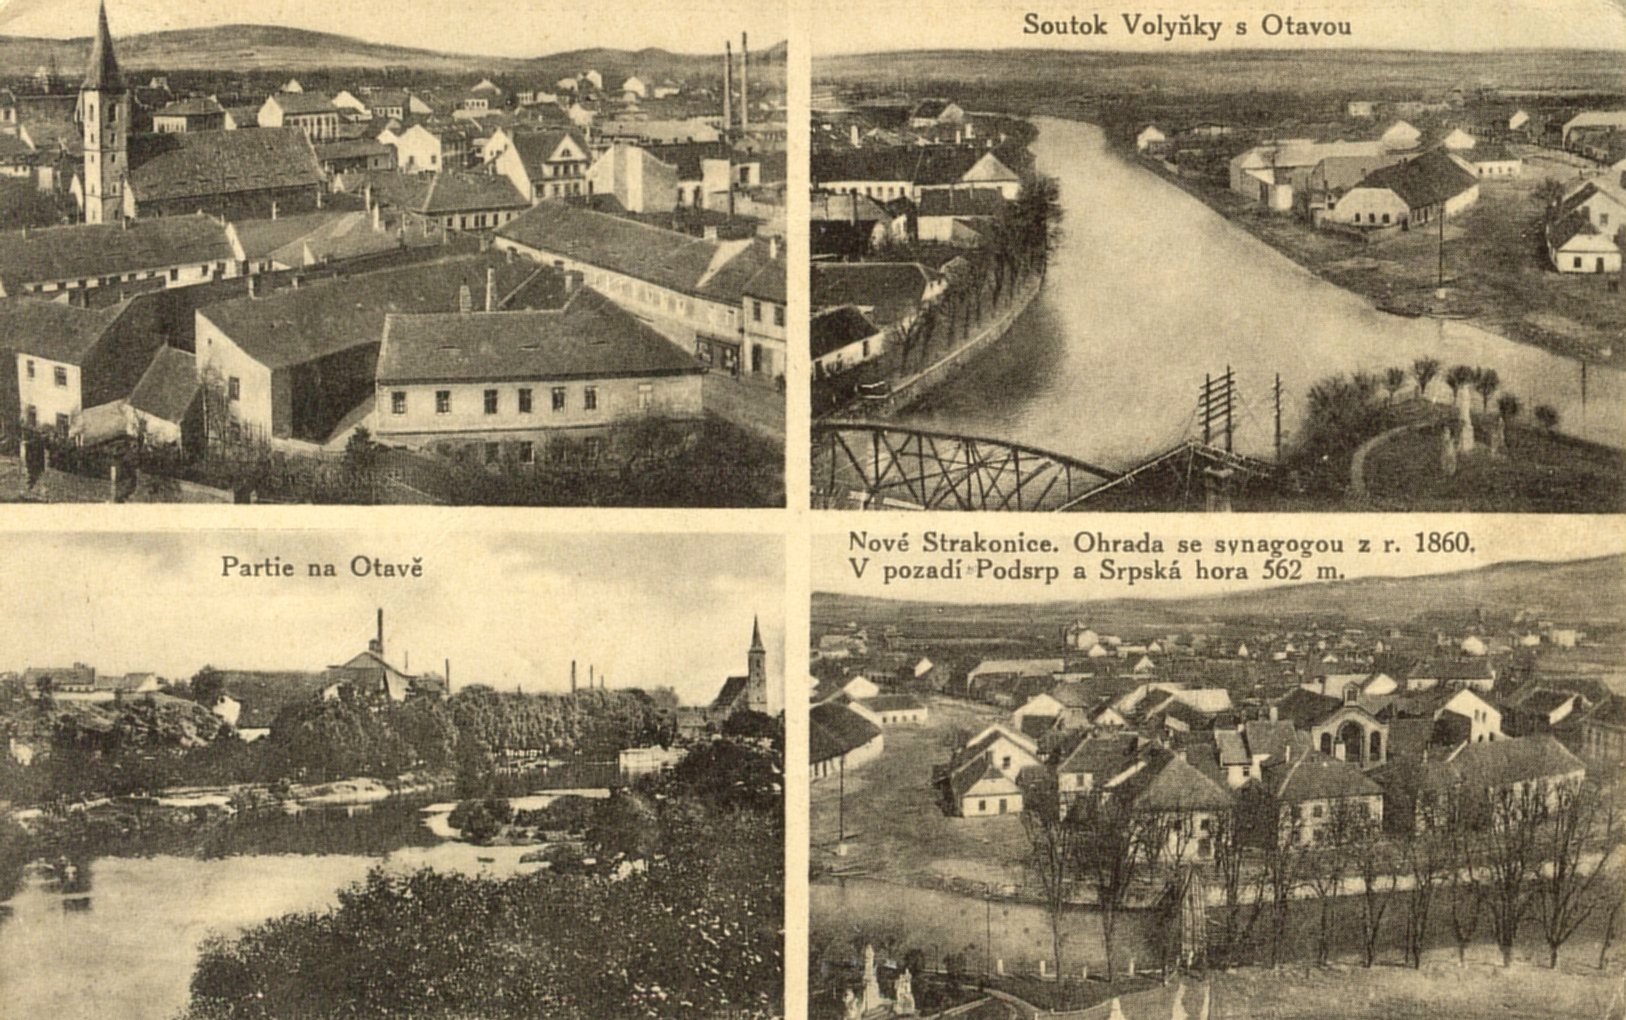 Soutok Volyňky s Otavou
Partie na Otavě
Nové Strakonice. Ohrada se synagogou z r. 1860.
V pozadí Podsrp a Srpská hora 562 m.